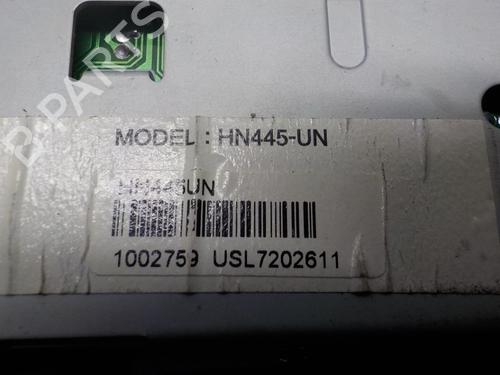 B-PARTS
MODEL : HN445-UN
HN445UN
1002759 USL7202611